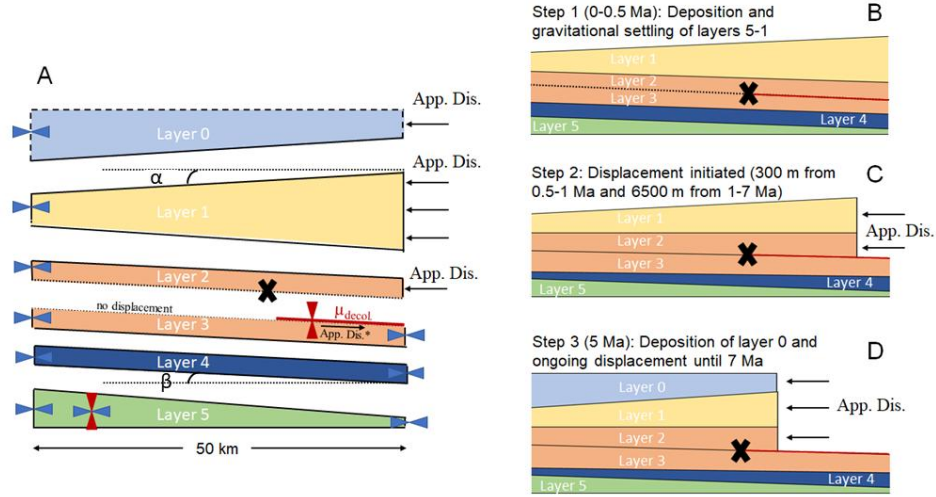 A
App. Dis.
Layer 0
App. Dis.
α
Layer 1
App. Dis.
Layer 2
no displacement
μdecol.
Layer 3
App. Dis.*
Layer 4
β
Layer 5
50 km
Step 1 (0-0.5 Ma): Deposition and
gravitational settling of layers 5-1
B
Layer 1
Layer 2
Layer 3
Layer 4
Layer 5
Step 2: Displacement initiated (300 m from
0.5-1 Ma and 6500 m from 1-7 Ma)
C
Layer 1
App. Dis.
Layer 2
Layer 3
Layer 4
Layer 5
Step 3 (5 Ma): Deposition of layer 0 and
ongoing displacement until 7 Ma
D
Layer 0
App. Dis.
Layer 1
Layer 2
Layer 3
Layer 4
Layer 5